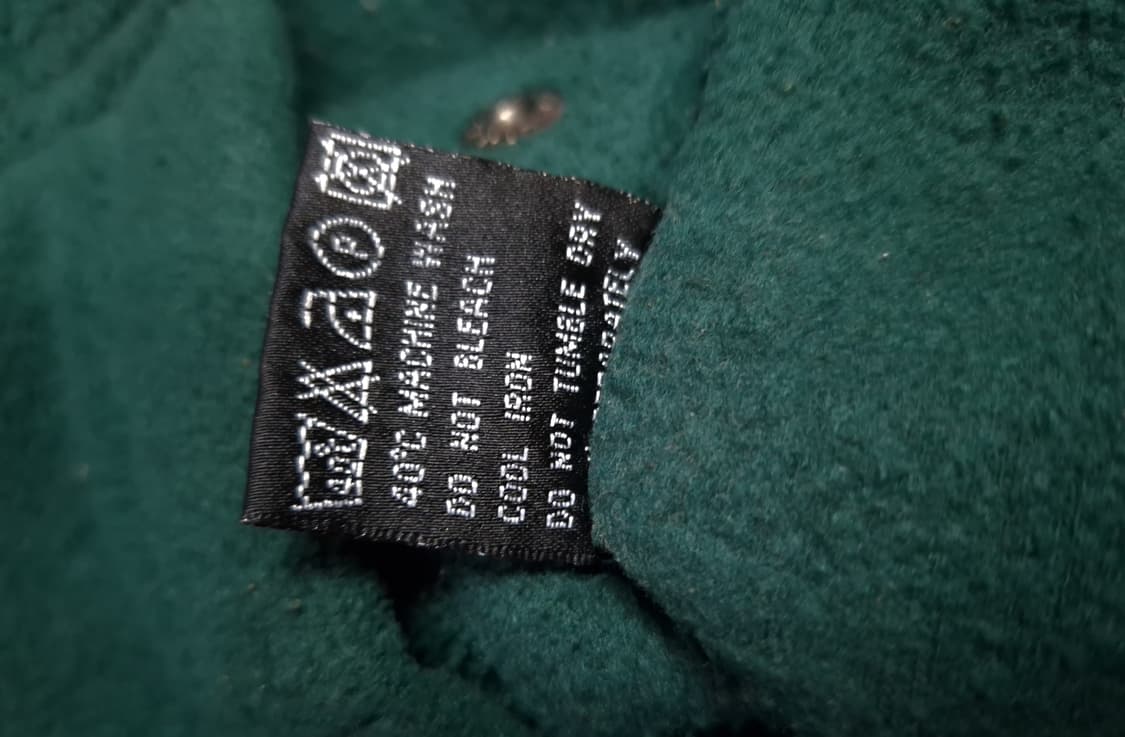 40°C MACHINE WASH
DO NOT BLEACH
COOL IRON
DO NOT TUMBLE DRY